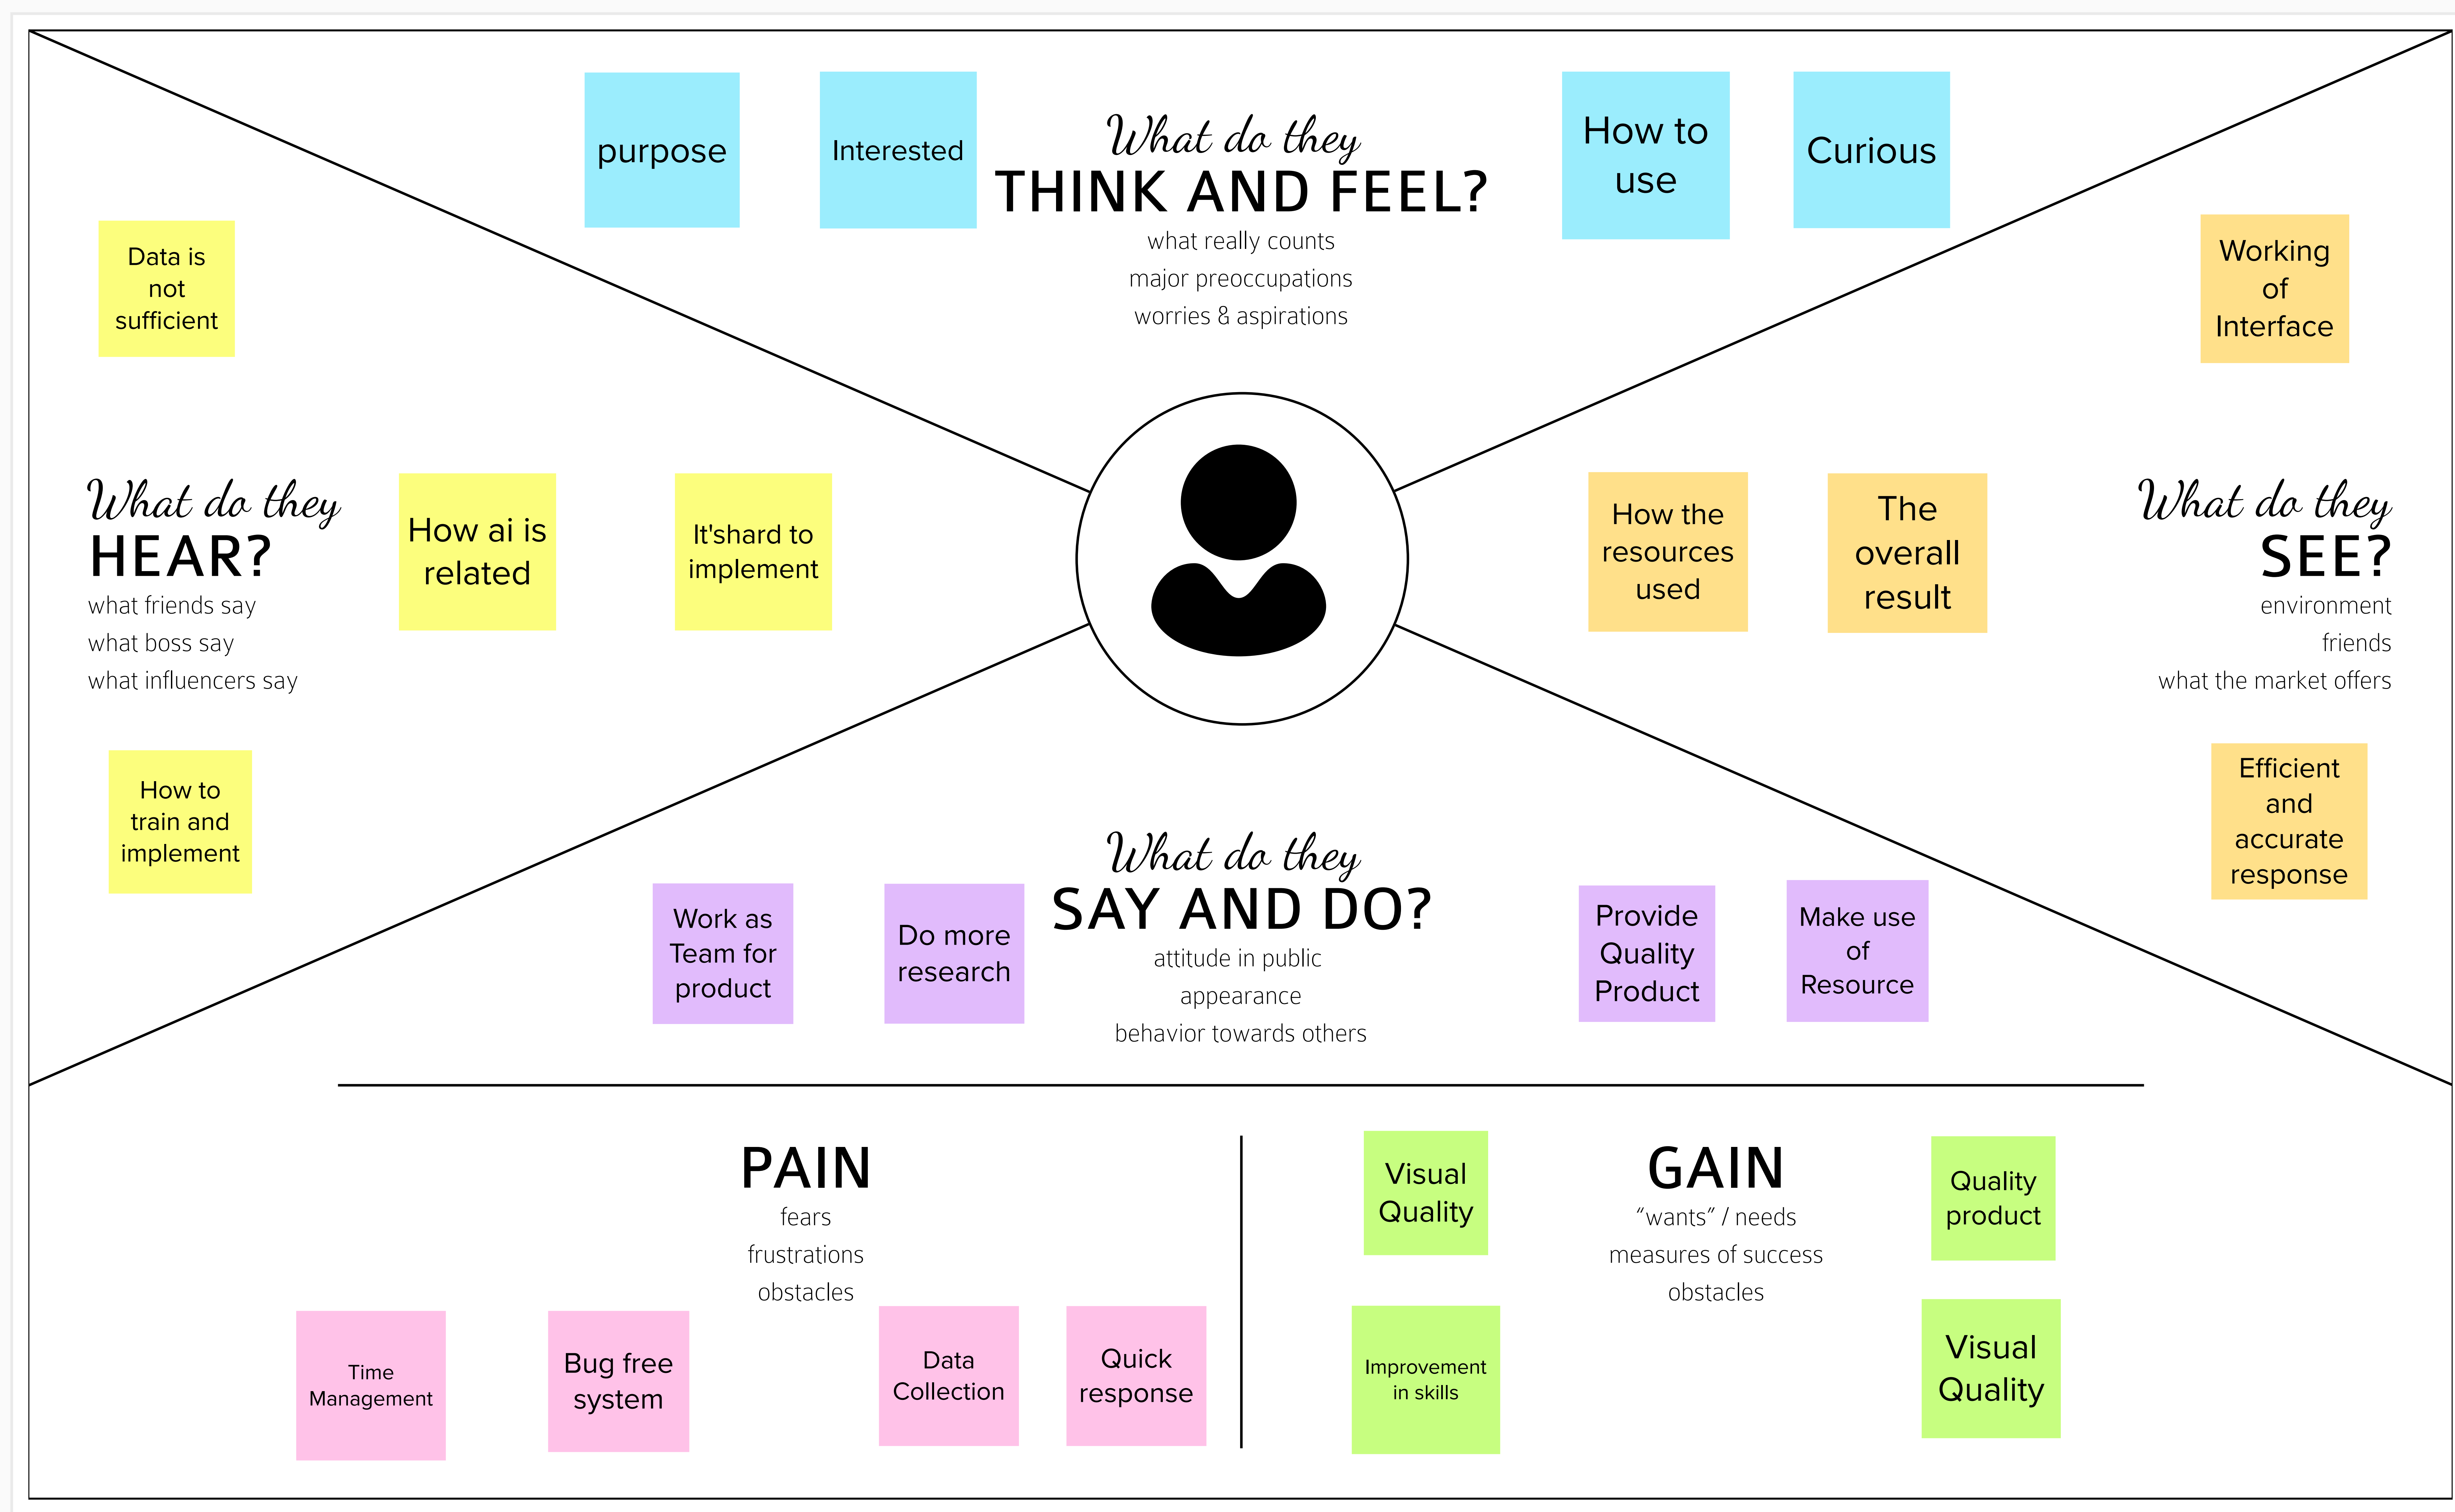 purpose
Interested
What do they
THINK AND FEEL?
what really counts
major preoccupations
worries & aspirations
How to
use
Curious
Data is
not
sufficient
What do they
HEAR?
what friends say
what boss say
what influencers say
How ai is
related
It'shard to
implement
How to
train and
implement
Working
of
Interface
How the
resources
used
The
overall
result
What do they
SEE?
environment
friends
what the market offers
Efficient
and
accurate
response
Work as
Team for
product
Do more
research
What do they
SAY AND DO?
attitude in public
appearance
behavior towards others
Provide
Quality
Product
Make use
of
Resource
PAIN
fears
frustrations
obstacles
Time
Management
Bug free
system
Data
Collection
Quick
response
Visual
Quality
GAIN
"wants" / needs
measures of success
obstacles
Quality
product
Improvement
in skills
Visual
Quality